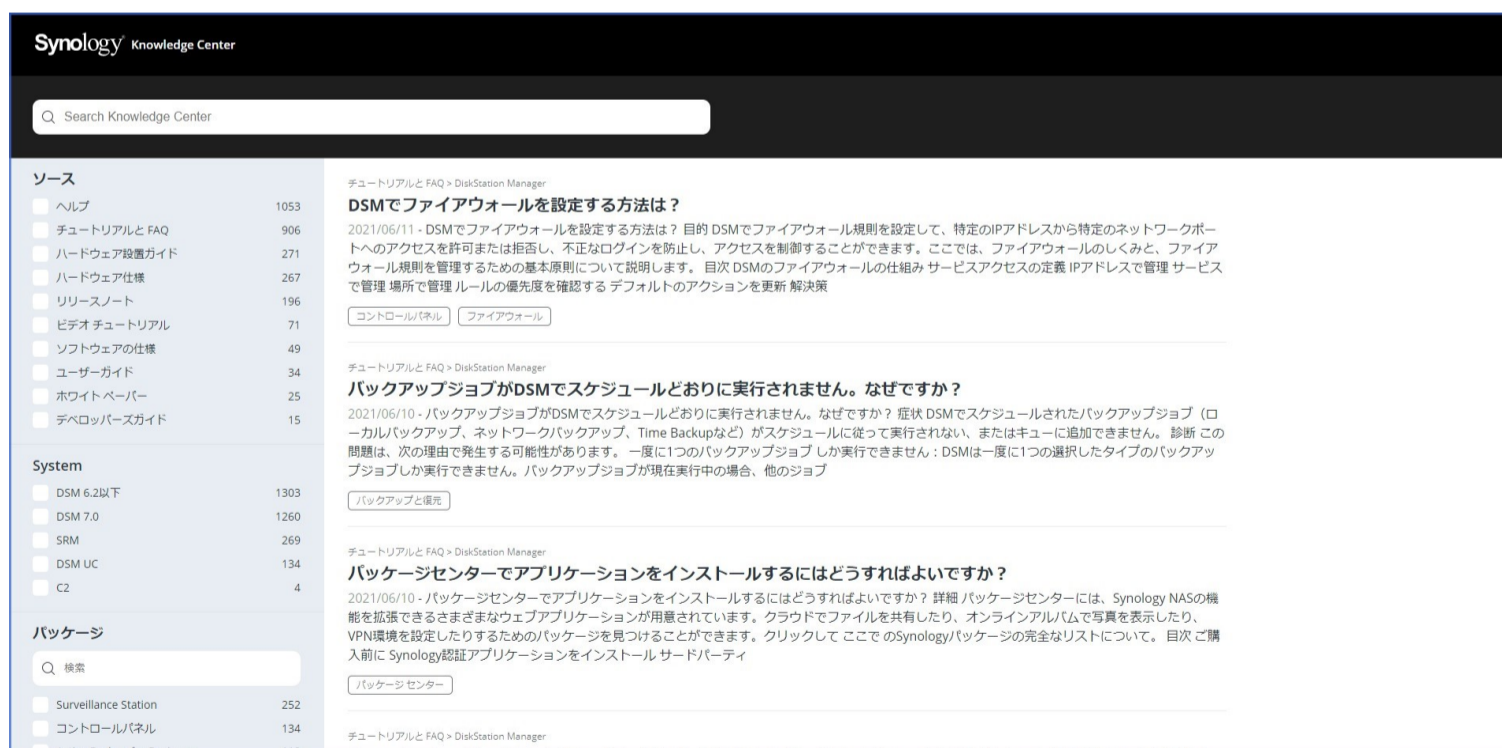 Synology Knowledge Center
Search Knowledge Center
ソース
ヘルプ 1053
チュートリアルと FAQ 906
ハードウェア設置ガイド 271
ハードウェア仕様 267
リリースノート 196
ビデオ チュートリアル 71
ソフトウェアの仕様 49
ユーザーガイド 34
ホワイト ペーパー 25
デベロッパーズガイド 15
System
DSM 6.2以下 1303
DSM 7.0 1260
SRM 269
DSM UC 134
C2 4
パッケージ
検索
Surveillance Station 252
コントロールパネル 134
チュートリアルと FAQ > DiskStation Manager
DSMでファイアウォールを設定する方法は？
2021/06/11 - DSMでファイアウォールを設定する方法は？ 目的 DSMでファイアウォール規則を設定して、特定のIPアドレスから特定のネットワークポー
トへのアクセスを許可または拒否し、不正なログインを防止し、アクセスを制御することができます。ここでは、ファイアウォールのしくみと、ファイア
ウォール規則を管理するための基本原則について説明します。 目次 DSMのファイアウォールの仕組み サービスアクセスの定義 IPアドレスで管理 サービス
で管理 場所で管理 ルールの優先度を確認する デフォルトのアクションを更新 解決策
コントロールパネル ファイアウォール
チュートリアルと FAQ > DiskStation Manager
バックアップジョブがDSMでスケジュールどおりに実行されません。なぜですか？
2021/06/10 - バックアップジョブがDSMでスケジュールどおりに実行されません。なぜですか？ 症状 DSMでスケジュールされたバックアップジョブ（ロ
ーカルバックアップ、ネットワークバックアップ、Time Backupなど）がスケジュールに従って実行されない、またはキューに追加できません。 診断 この
問題は、次の理由で発生する可能性があります。 一度に1つのバックアップジョブ しか実行できません：DSMは一度に1つの選択したタイプのバックアッ
プジョブしか実行できません。バックアップジョブが現在実行中の場合、他のジョブ
バックアップと復元
チュートリアルと FAQ > DiskStation Manager
パッケージセンターでアプリケーションをインストールするにはどうすればよいですか？
2021/06/10 - パッケージセンターでアプリケーションをインストールするにはどうすればよいですか？ 詳細 パッケージセンターには、Synology NASの機
能を拡張できるさまざまなウェブアプリケーションが用意されています。クラウドでファイルを共有したり、オンラインアルバムで写真を表示したり、
VPN環境を設定したりするためのパッケージを見つけることができます。クリックして ここで のSynologyパッケージの完全なリストについて。 目次 ご購
入前に Synology認証アプリケーションをインストール サードパーティ
パッケージ センター
チュートリアルと FAQ > DiskStation Manager